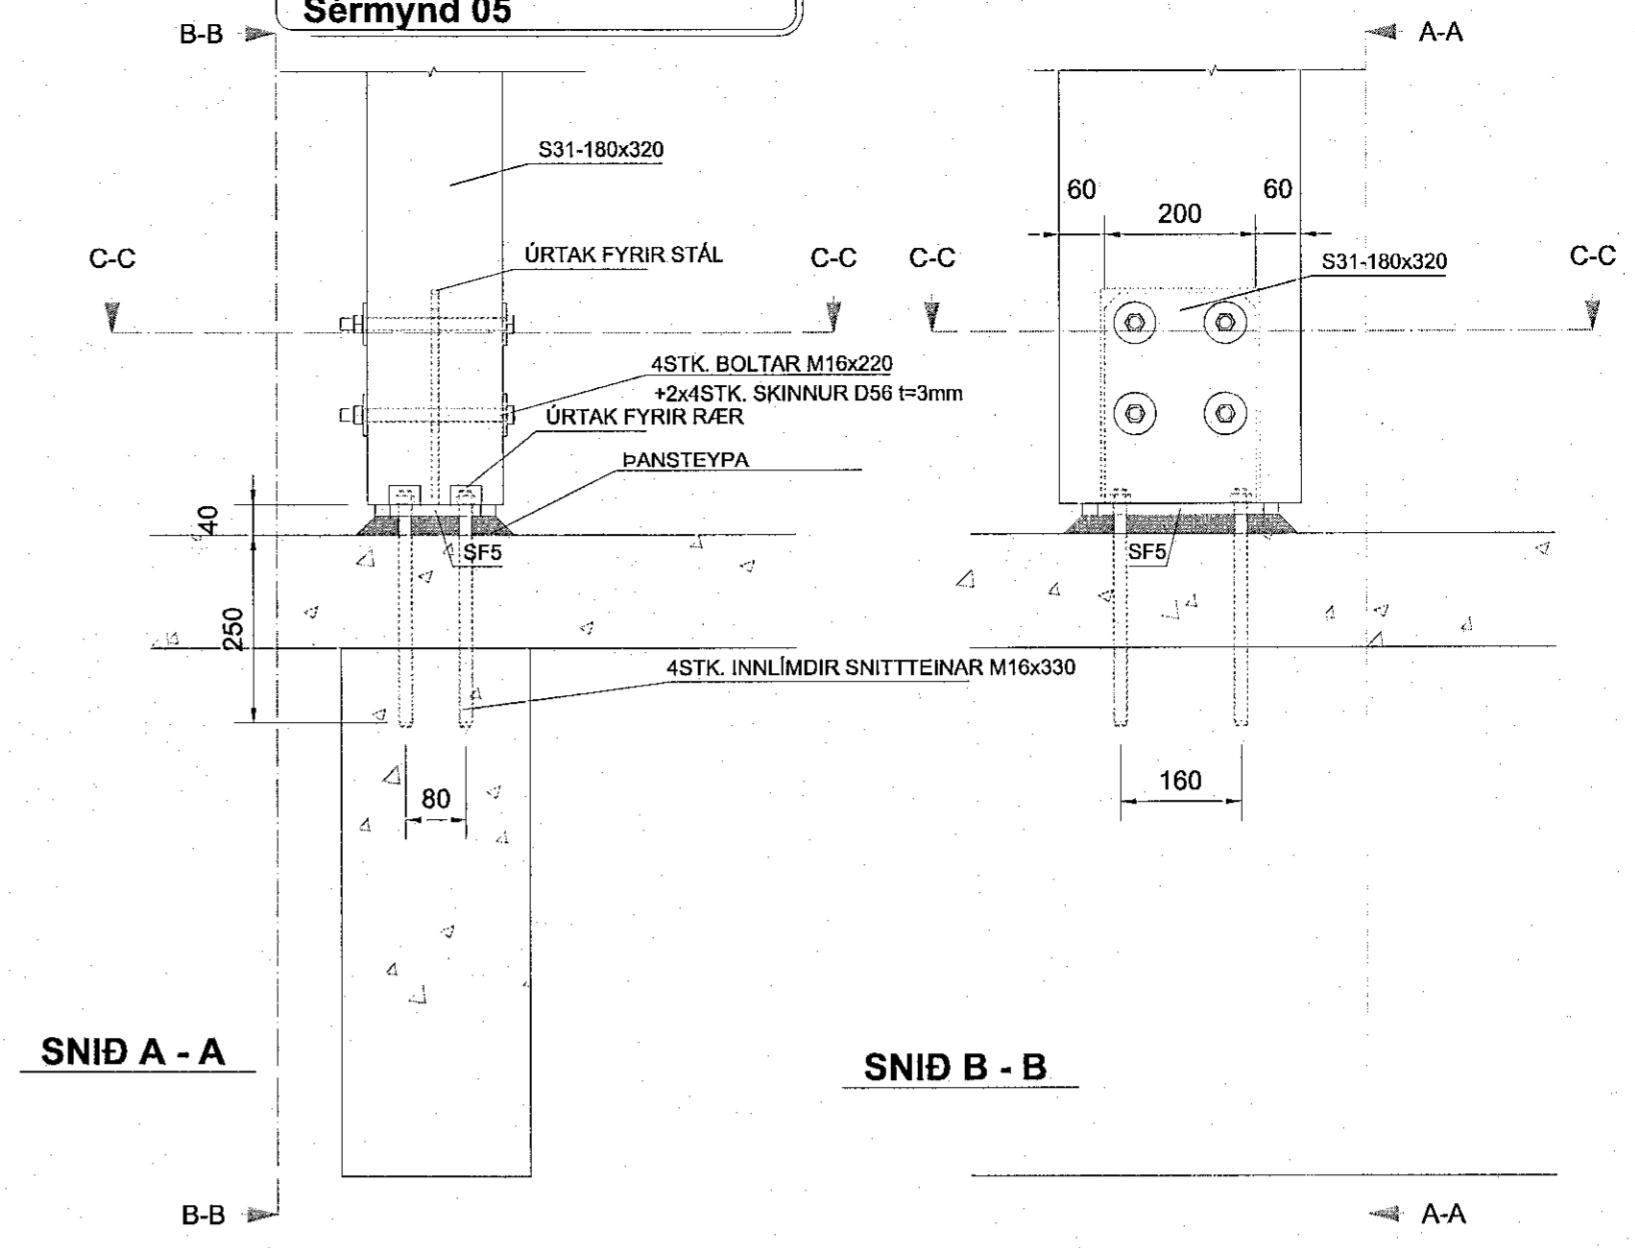 Sérmynd 05
B-B
A-A
S31-180x320
60
60
200
ÚRTAK FYRIR STÁL
C-C
C-C
C-C
C-C
S31-180x320
4STK. BOLTAR M16x220
+2x4STK. SKINNUR D56 t=3mm
ÚRTAK FYRIR RÆR
ÞANSTEYPA
40
SF5
SF5
250
4STK. INNLÍMDIR SNITTTEINAR M16x330
80
160
SNIÐ A - A
SNIÐ B - B
B-B
A-A